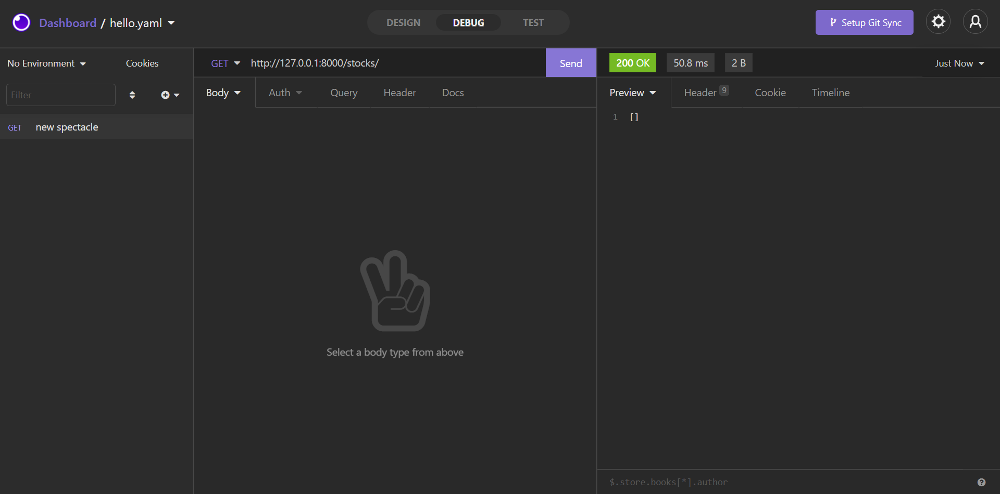 Dashboard / hello.yaml
DESIGN DEBUG TEST
Setup Git Sync
No Environment Cookies
GET http://127.0.0.1:8000/stocks/ Send
200 OK 50.8 ms 2 B Just Now
Filter
Body Auth Query Header Docs
Preview Header 9 Cookie Timeline
GET new spectacle
1 []
Select a body type from above
$.store.books[*].author